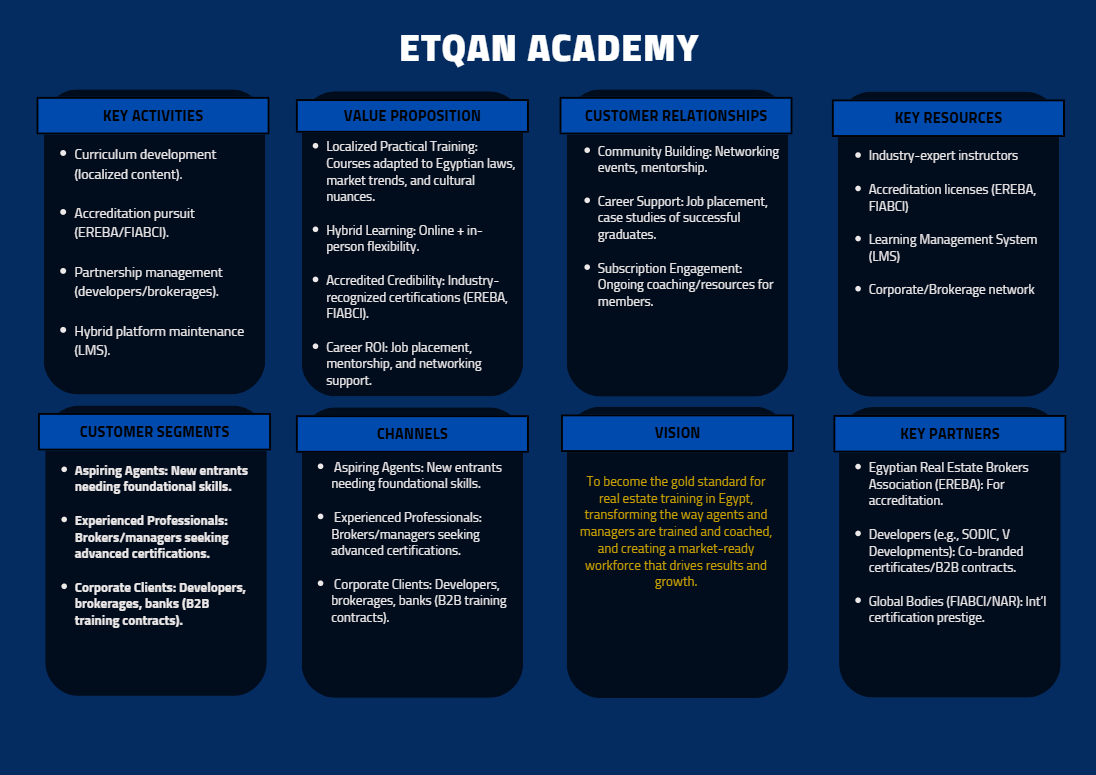 ETQAN ACADEMY
KEY ACTIVITIES
• Curriculum development
(localized content).
• Accreditation pursuit
(EREBA/FIABCI).
• Partnership management
(developers/brokerages).
• Hybrid platform maintenance
(LMS).
VALUE PROPOSITION
• Localized Practical Training:
Courses adapted to Egyptian laws,
market trends, and cultural
nuances.
• Hybrid Learning: Online + in-
person flexibility.
• Accredited Credibility: Industry-
recognized certifications (EREBA,
FIABCI).
• Career ROI: Job placement,
mentorship, and networking
support.
CUSTOMER RELATIONSHIPS
• Community Building: Networking
events, mentorship.
• Career Support: Job placement,
case studies of successful
graduates.
• Subscription Engagement:
Ongoing coaching/resources for
members.
KEY RESOURCES
• Industry-expert instructors
• Accreditation licenses (EREBA,
FIABCI)
• Learning Management System
(LMS)
• Corporate/Brokerage network
CUSTOMER SEGMENTS
• Aspiring Agents: New entrants
needing foundational skills.
• Experienced Professionals:
Brokers/managers seeking
advanced certifications.
• Corporate Clients: Developers,
brokerages, banks (B2B
training contracts).
CHANNELS
• Aspiring Agents: New entrants
needing foundational skills.
• Experienced Professionals:
Brokers/managers seeking
advanced certifications.
• Corporate Clients: Developers,
brokerages, banks (B2B training
contracts).
VISION
To become the gold standard for
real estate training in Egypt,
transforming the way agents and
managers are trained and coached,
and creating a market-ready
workforce that drives results and
growth.
KEY PARTNERS
• Egyptian Real Estate Brokers
Association (EREBA): For
accreditation.
• Developers (e.g., SODIC, V
Developments): Co-branded
certificates/B2B contracts.
• Global Bodies (FIABCI/NAR): Int'l
certification prestige.